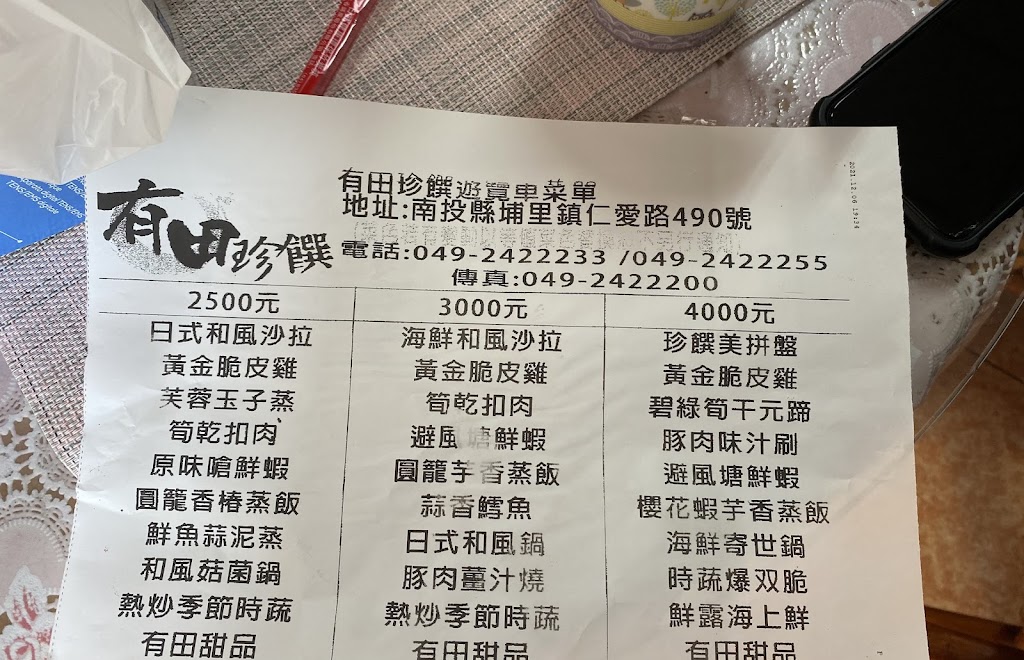 有田珍饌
有田珍饌遊覽車菜單
地址:南投縣埔里鎮仁愛路490號
電話:049-2422233 /049-2422255
傳真:049-2422200
2500元 3000元 4000元
日式和風沙拉 海鮮和風沙拉 珍饌美拼盤
黃金脆皮雞 黃金脆皮雞 黃金脆皮雞
芙蓉玉子蒸 筍乾扣肉 碧綠筍干元蹄
筍乾扣肉 避風塘鮮蝦 豚肉味汁刷
原味嗆鮮蝦 圓龍芋香蒸飯 避風塘鮮蝦
圓龍香椿蒸飯 蒜香鱈魚 櫻花蝦芋香蒸飯
鮮魚蒜泥蒸 日式和風鍋 海鮮寄世鍋
和風菇菌鍋 豚肉薑汁燒 時蔬爆双脆
熱炒季節時蔬 熱炒季節時蔬 鮮露海上鮮
有田甜品 有田甜品 有田甜品